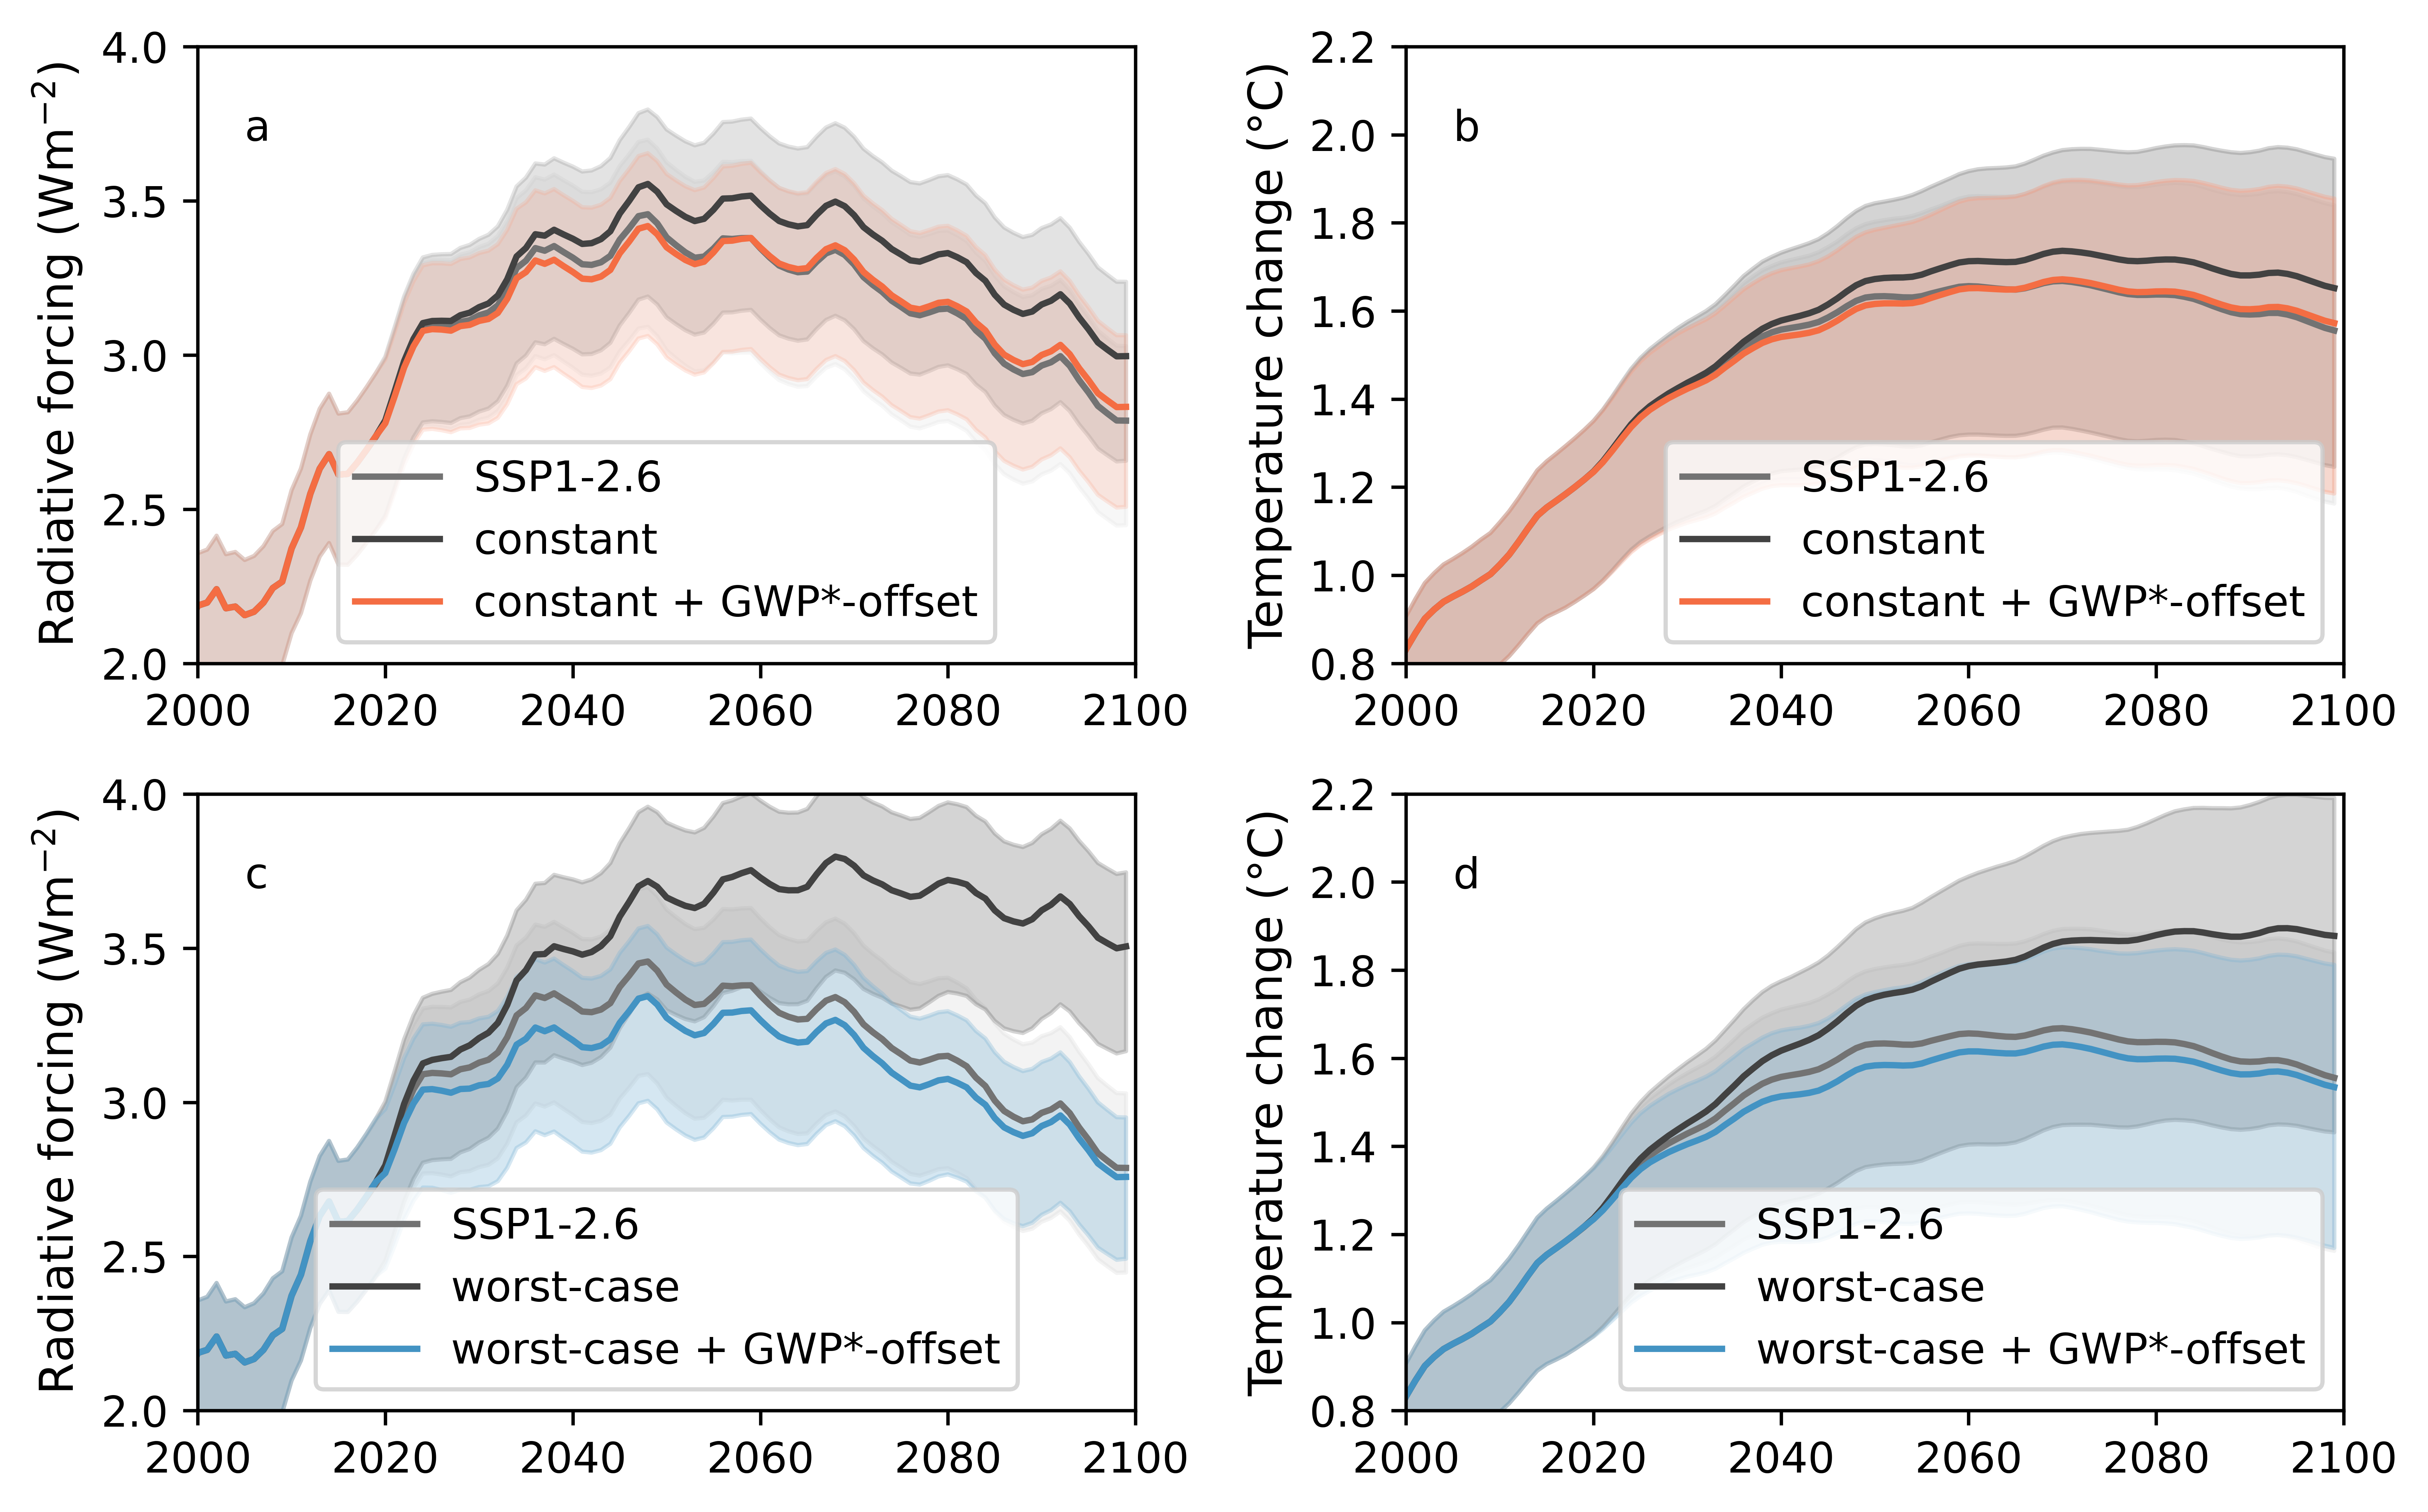 Radiative forcing (Wm⁻²)
4.0
3.5
3.0
2.5
2.0
a
SSP1-2.6
constant
constant + GWP*-offset
2000 2020 2040 2060 2080 2100
Temperature change (°C)
2.2
2.0
1.8
1.6
1.4
1.2
1.0
0.8
b
SSP1-2.6
constant
constant + GWP*-offset
2000 2020 2040 2060 2080 2100
Radiative forcing (Wm⁻²)
4.0
3.5
3.0
2.5
2.0
c
SSP1-2.6
worst-case
worst-case + GWP*-offset
2000 2020 2040 2060 2080 2100
Temperature change (°C)
2.2
2.0
1.8
1.6
1.4
1.2
1.0
0.8
d
SSP1-2.6
worst-case
worst-case + GWP*-offset
2000 2020 2040 2060 2080 2100